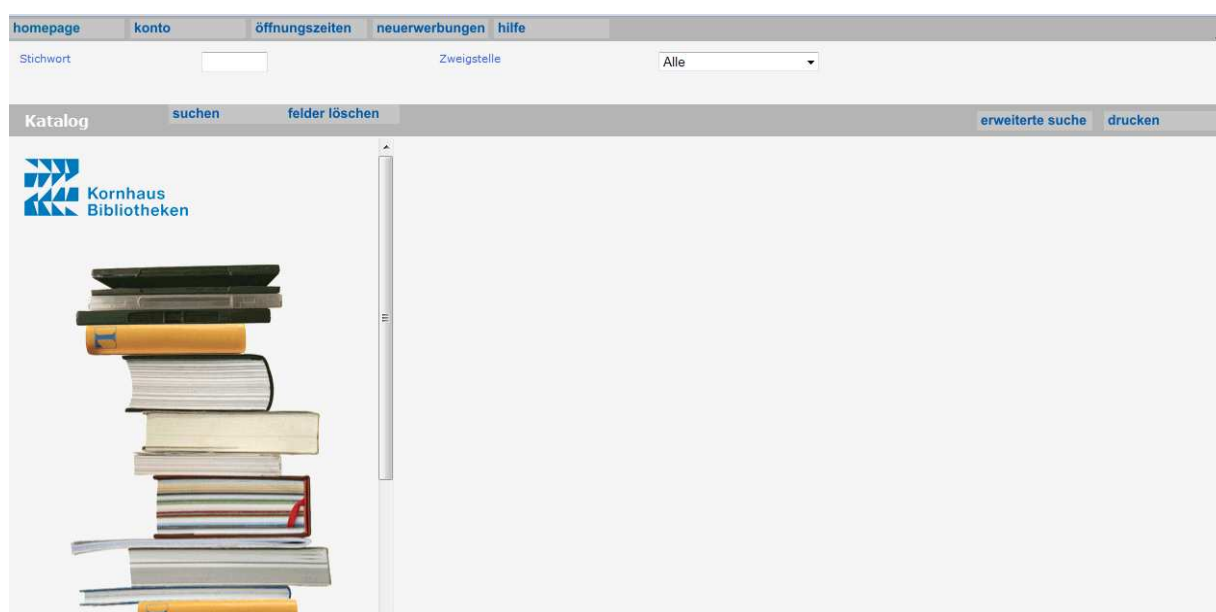 homepage konto öffnungszeiten neuerwerbungen hilfe
Stichwort Zweigstelle Alle
Katalog suchen felder löschen erweiterte suche drucken
Kornhaus
Bibliotheken